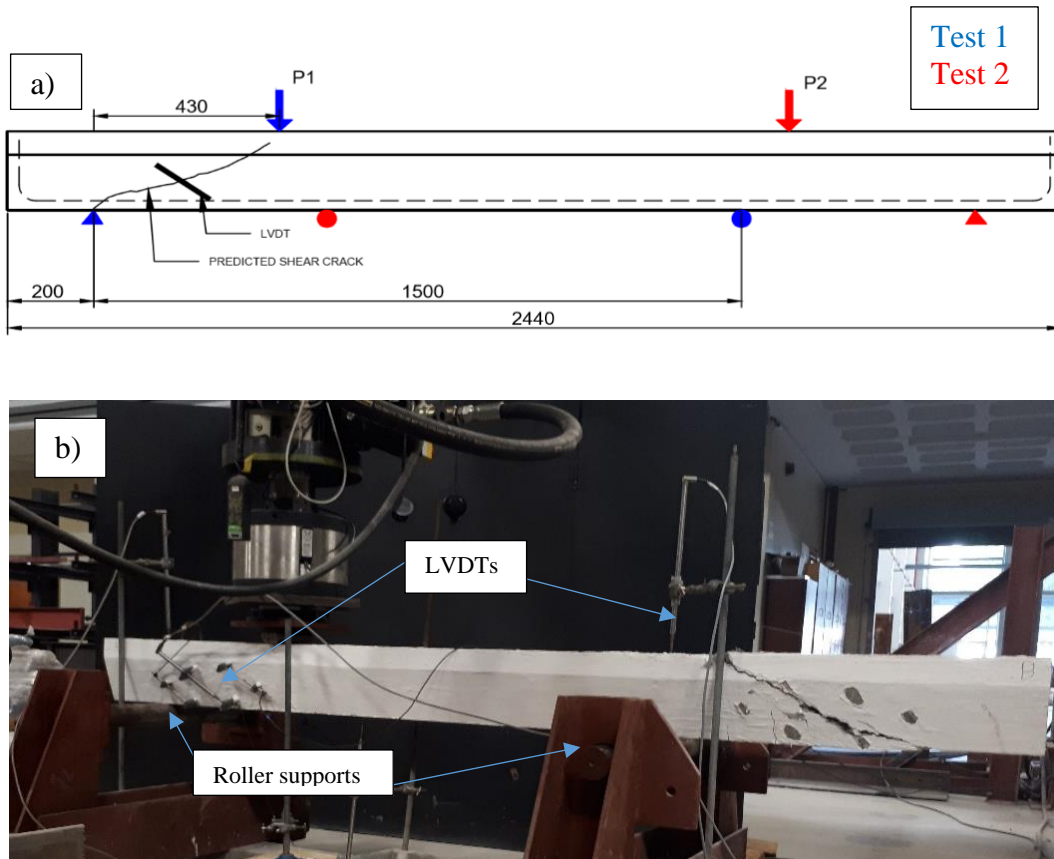 Test 1
Test 2
a)
P1
P2
430
LVDT
PREDICTED SHEAR CRACK
200
1500
2440
b)
LVDTs
Roller supports